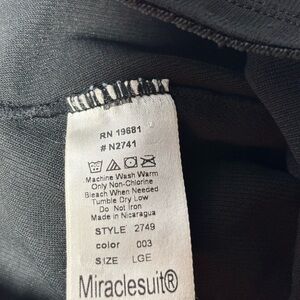 RN 19681
# N2741
Machine Wash Warm
Only Non-Chlorine
Bleach When Needed
Tumble Dry Low
Do Not Iron
Made in Nicaragua
STYLE 2749
color 003
SIZE LGE
Miraclesuit®